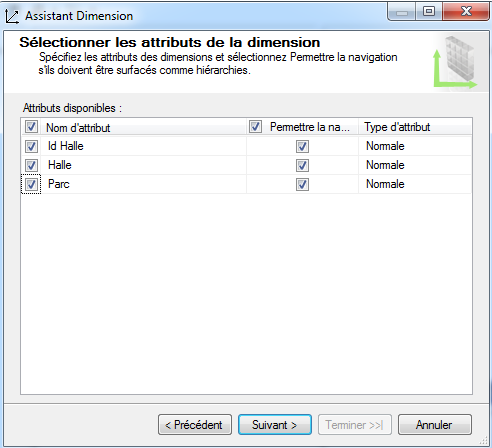 Assistant Dimension
Sélectionner les attributs de la dimension
Spécifiez les attributs des dimensions et sélectionnez Permettre la navigation
s'ils doivent être surfacés comme hiérarchies.
Attributs disponibles :
Nom d'attribut Permettre la na... Type d'attribut
Id Halle Normale
Halle Normale
Parc Normale
< Précédent Suivant > Terminer >>| Annuler